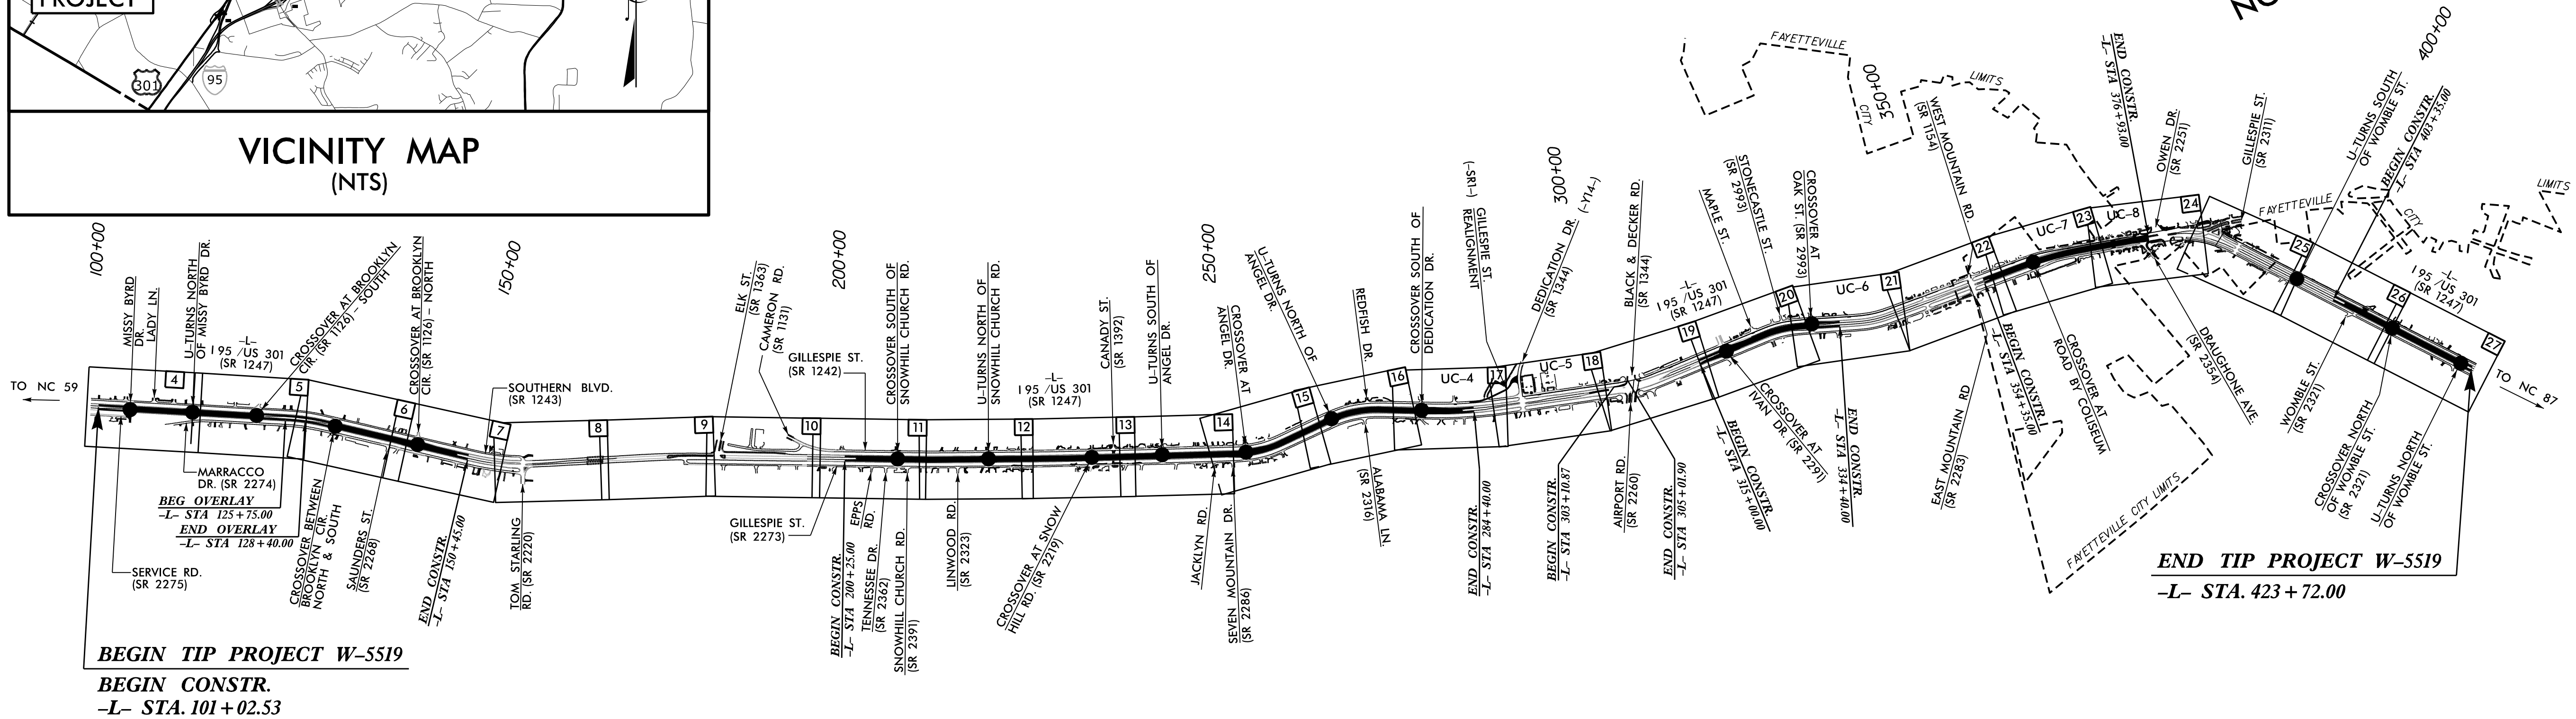 PROJECT
301
95
VICINITY MAP
(NTS)
NO
100+00
MISSY BYRD
DR.
LADY LN.
U-TURNS NORTH
OF MISSY BYRD DR.
-L-
I 95 /US 301
(SR 1247)
CROSSOVER AT BROOKLYN
CIR. (SR 1126) - SOUTH
CROSSOVER AT BROOKLYN
CIR. (SR 1126) - NORTH
150+00
SOUTHERN BLVD.
(SR 1243)
ELK ST.
(SR 1363)
CAMERON RD.
(SR 1131)
GILLESPIE ST.
(SR 1242)
200+00
CROSSOVER SOUTH OF
SNOWHILL CHURCH RD.
U-TURNS NORTH OF
SNOWHILL CHURCH RD.
-L-
I 95 /US 301
(SR 1247)
CANADY ST.
(SR 1392)
U-TURNS SOUTH OF
ANGEL DR.
250+00
CROSSOVER AT
ANGEL DR.
U-TURNS NORTH OF
ANGEL DR.
REDFISH DR.
CROSSOVER SOUTH OF
DEDICATION DR.
(-SR1-)
GILLESPIE ST.
REALIGNMENT
300+00
DEDICATION DR. (-Y14-)
(SR 1344)
BLACK & DECKER RD.
(SR 1344)
-L-
I 95 /US 301
(SR 1247)
MAPLE ST.
STONECASTLE ST.
(SR 2993)
CROSSOVER AT
OAK ST. (SR 2993)
FAYETTEVILLE
CITY
LIMITS
350+00
WEST MOUNTAIN RD.
(SR 1154)
END CONSTR.
-L- STA 376+93.00
OWEN DR.
(SR 2251)
GILLESPIE ST.
(SR 2311)
FAYETTEVILLE
CITY
LIMITS
U-TURNS SOUTH
OF WOMBLE ST.
400+00
BEGIN CONSTR.
-L- STA 403+35.00
-L-
I 95 /US 301
(SR 1247)
TO NC 59
TO NC 87
4
5
6
7
8
9
10
11
12
13
14
15
16
UC-4
17
UC-5
18
19
20
UC-6
21
22
UC-7
23
UC-8
24
25
26
27
SERVICE RD.
(SR 2275)
MARRACCO
DR. (SR 2274)
BEG OVERLAY
-L- STA 125+75.00
END OVERLAY
-L- STA 128+40.00
CROSSOVER BETWEEN
BROOKLYN CIR.
NORTH & SOUTH
SAUNDERS ST.
(SR 2268)
END CONSTR.
-L- STA 150+45.00
TOM STARLING
RD. (SR 2220)
GILLESPIE ST.
(SR 2273)
BEGIN CONSTR.
-L- STA 200+25.00
EPPS
RD.
TENNESSEE DR.
(SR 2362)
SNOWHILL CHURCH RD.
(SR 2391)
LINWOOD RD.
(SR 2323)
CROSSOVER AT SNOW
HILL RD. (SR 2219)
JACKLYN RD.
SEVEN MOUNTAIN DR.
(SR 2286)
ALABAMA LN.
(SR 2316)
END CONSTR.
-L- STA 284+40.00
BEGIN CONSTR.
-L- STA 303+10.87
AIRPORT RD.
(SR 2260)
END CONSTR.
-L- STA 305+01.90
BEGIN CONSTR.
-L- STA 315+00.00
CROSSOVER AT
IVAN DR. (SR 2291)
END CONSTR.
-L- STA 334+40.00
EAST MOUNTAIN RD
(SR 2283)
BEGIN CONSTR.
-L- STA 354+35.00
CROSSOVER AT
ROAD BY COLISEUM
FAYETTEVILLE CITY LIMITS
DRAUGHONE AVE.
(SR 2354)
WOMBLE ST.
(SR 2321)
CROSSOVER NORTH
OF WOMBLE ST.
(SR 2321)
U-TURNS NORTH
OF WOMBLE ST.
BEGIN TIP PROJECT W-5519
BEGIN CONSTR.
-L- STA. 101+02.53
END TIP PROJECT W-5519
-L- STA. 423+72.00